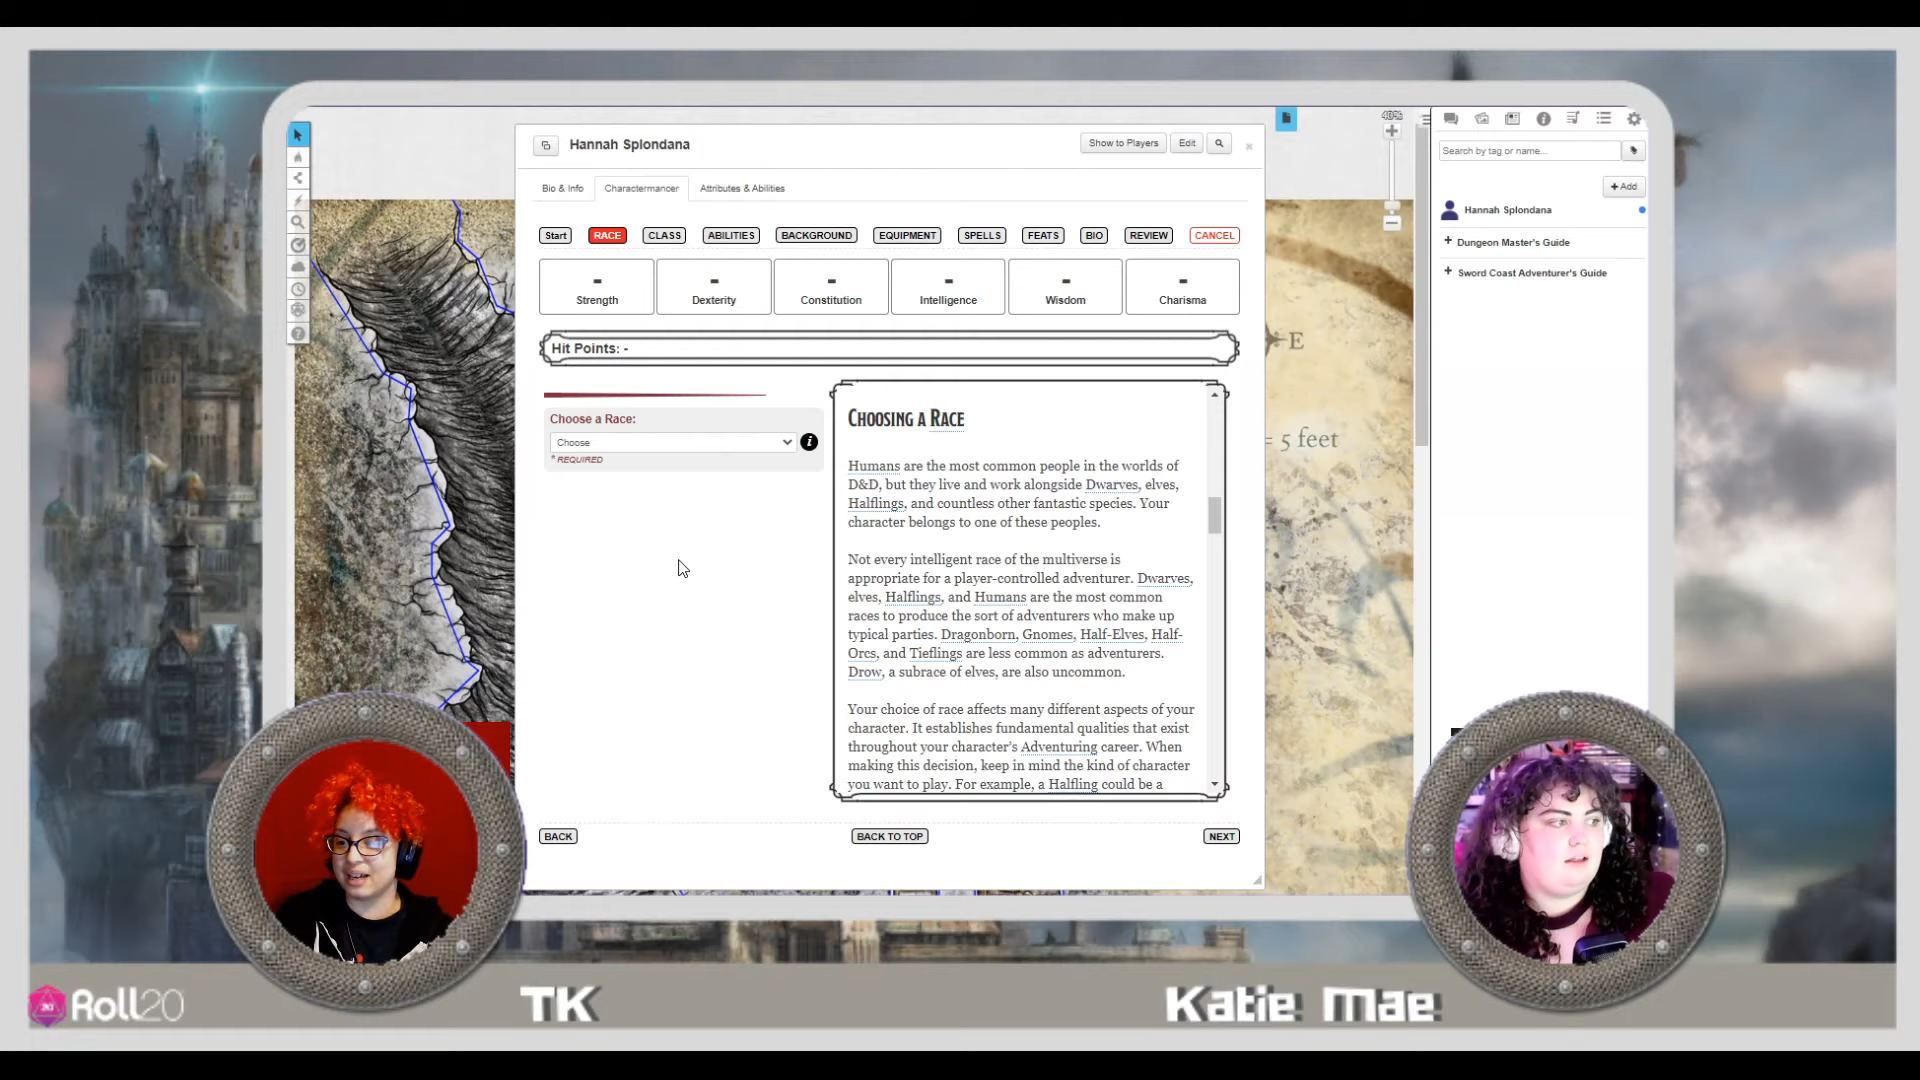 Hannah Splondana
Show to Players
Edit
Bio & Info
Charactermancer
Attributes & Abilities
Start
RACE
CLASS
ABILITIES
BACKGROUND
EQUIPMENT
SPELLS
FEATS
BIO
REVIEW
CANCEL
-
Strength
-
Dexterity
-
Constitution
-
Intelligence
-
Wisdom
-
Charisma
Hit Points: -
Choose a Race:
Choose
* REQUIRED
CHOOSING A RACE
Humans are the most common people in the worlds of
D&D, but they live and work alongside Dwarves, elves,
Halflings, and countless other fantastic species. Your
character belongs to one of these peoples.
Not every intelligent race of the multiverse is
appropriate for a player-controlled adventurer. Dwarves,
elves, Halflings, and Humans are the most common
races to produce the sort of adventurers who make up
typical parties. Dragonborn, Gnomes, Half-Elves, Half-
Orcs, and Tieflings are less common as adventurers.
Drow, a subrace of elves, are also uncommon.
Your choice of race affects many different aspects of your
character. It establishes fundamental qualities that exist
throughout your character's Adventuring career. When
making this decision, keep in mind the kind of character
you want to play. For example, a Halfling could be a
BACK
BACK TO TOP
NEXT
40%
E
= 5 feet
Search by tag or name...
+ Add
Hannah Splondana
+ Dungeon Master's Guide
+ Sword Coast Adventurer's Guide
20
Roll20
TK
Katie Mae